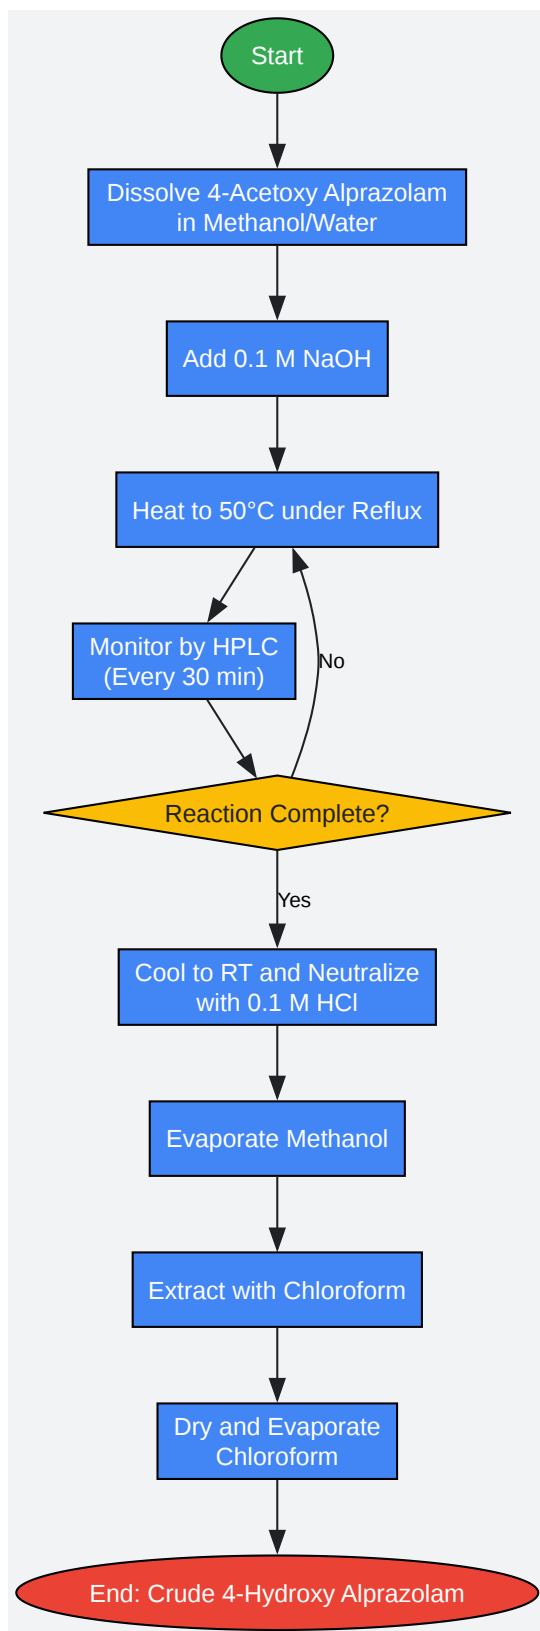 Start
Dissolve 4-Acetoxy Alprazolam
in Methanol/Water
Add 0.1 M NaOH
Heat to 50°C under Reflux
Monitor by HPLC
(Every 30 min)
No
Reaction Complete?
Yes
Cool to RT and Neutralize
with 0.1 M HCl
Evaporate Methanol
Extract with Chloroform
Dry and Evaporate
Chloroform
End: Crude 4-Hydroxy Alprazolam